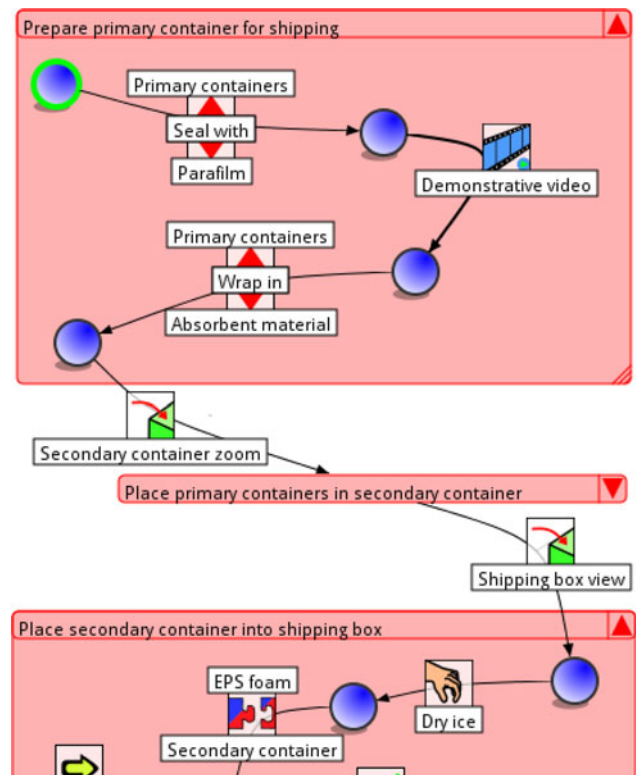 Prepare primary container for shipping
Primary containers
Seal with
Parafilm
Demonstrative video
Primary containers
Wrap in
Absorbent material
Secondary container zoom
Place primary containers in secondary container
Shipping box view
Place secondary container into shipping box
EPS foam
Dry ice
Secondary container